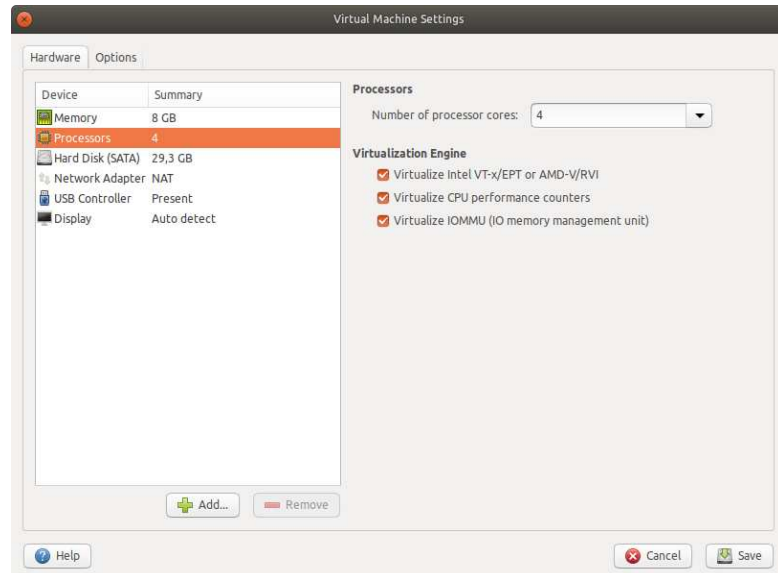 Virtual Machine Settings
Hardware Options
Device Summary
Memory 8 GB
Processors 4
Hard Disk (SATA) 29,3 GB
Network Adapter NAT
USB Controller Present
Display Auto detect
Add... Remove
Processors
Number of processor cores: 4
Virtualization Engine
Virtualize Intel VT-x/EPT or AMD-V/RVI
Virtualize CPU performance counters
Virtualize IOMMU (IO memory management unit)
Help Cancel Save